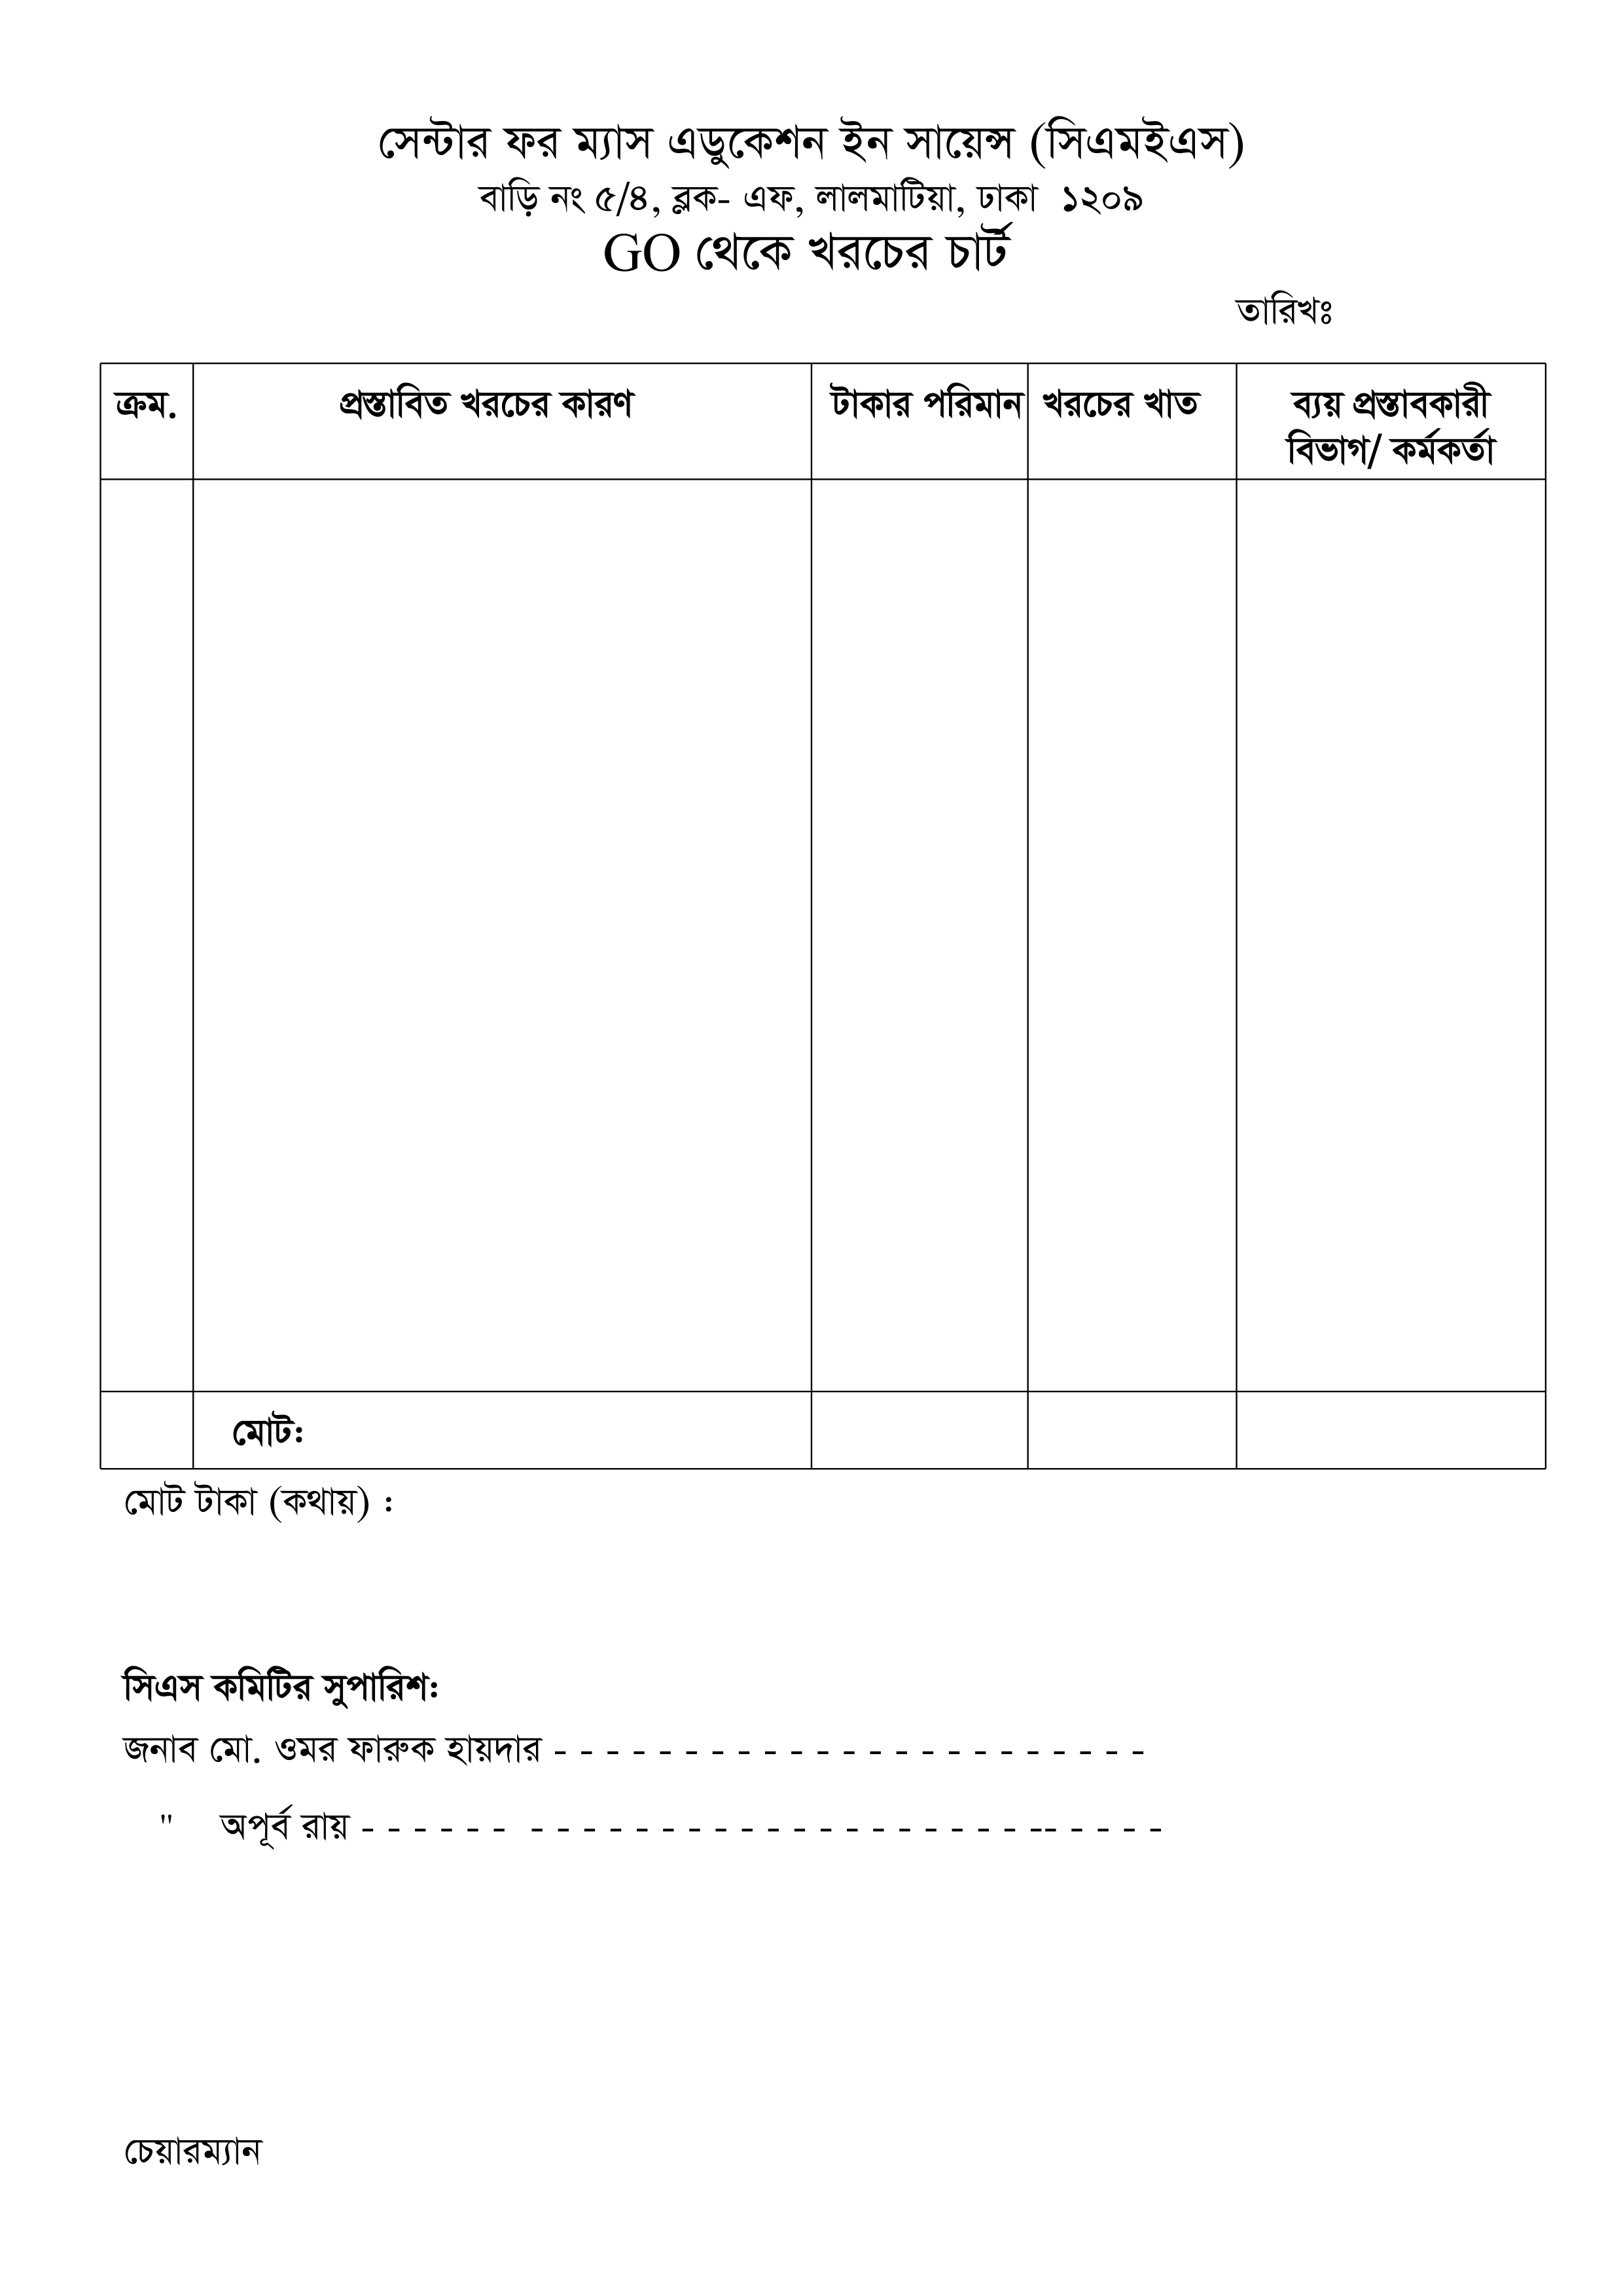 সেন্টার ফর ম্যাস এডুকেশন ইন সায়েন্স (সিএমইএস)
বাড়ি নং ৫/৪, ব্লক- এফ, লালমাটিয়া, ঢাকা  ১২০৯
GO থেকে খরচের চার্ট
তারিখঃ
ক্রম. প্রস্তাবিত খরচের কারণ টাকার পরিমান খরচের খাত ব্যয় প্রস্তাবকারী
বিভাগ/ কর্মকর্তা
মোট:
মোট টাকা (কথায়) :
সিএস কমিটির সুপারিশ:
জনাব মো. ওমর ফারুক হায়দার - - - - - - - - - - - - - - - - - - - - - - -
" অপূর্ব রায় - - - - - -  - - - - - - - - - - - - - - - - - - - -- - - - -
চেয়ারম্যান